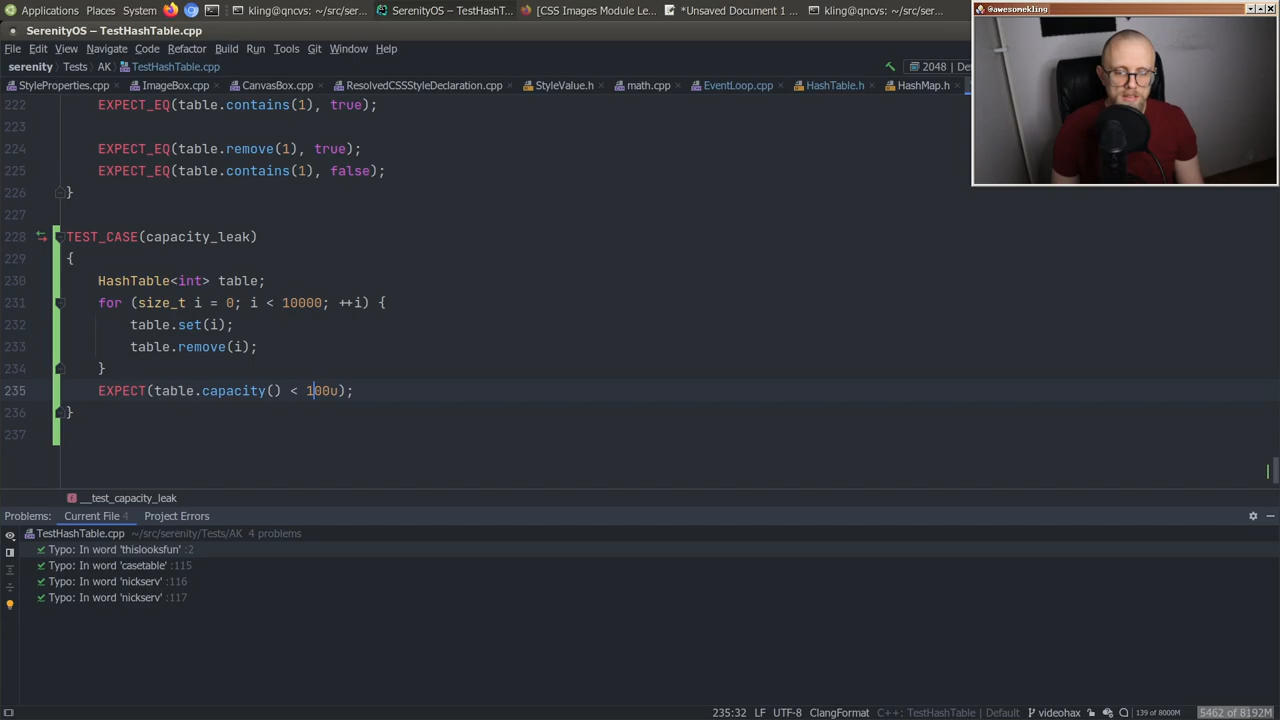 Applications Places System kling@qncvs: ~/src/ser... SerenityOS – TestHashT... [CSS Images Module Le... *Unsaved Document 1 ... kling@qncvs: ~/src/ser...
@awesomekling
SerenityOS – TestHashTable.cpp
File Edit View Navigate Code Refactor Build Run Tools Git Window Help
serenity Tests AK TestHashTable.cpp 2048 | De
StyleProperties.cpp ImageBox.cpp CanvasBox.cpp ResolvedCSSStyleDeclaration.cpp StyleValue.h math.cpp EventLoop.cpp HashTable.h HashMap.h
222 EXPECT_EQ(table.contains(1), true);
223
224 EXPECT_EQ(table.remove(1), true);
225 EXPECT_EQ(table.contains(1), false);
226 }
227
228 TEST_CASE(capacity_leak)
229 {
230 HashTable<int> table;
231 for (size_t i = 0; i < 10000; ++i) {
232 table.set(i);
233 table.remove(i);
234 }
235 EXPECT(table.capacity() < 100u);
236 }
237
__test_capacity_leak
Problems: Current File 4 Project Errors
TestHashTable.cpp ~/src/serenity/Tests/AK 4 problems
Typo: In word 'thislooksfun' :2
Typo: In word 'casetable' :115
Typo: In word 'nickserv' :116
Typo: In word 'nickserv' :117
235:32 LF UTF-8 ClangFormat C++: TestHashTable | Default videohax 139 of 8000M 5462 of 8192M